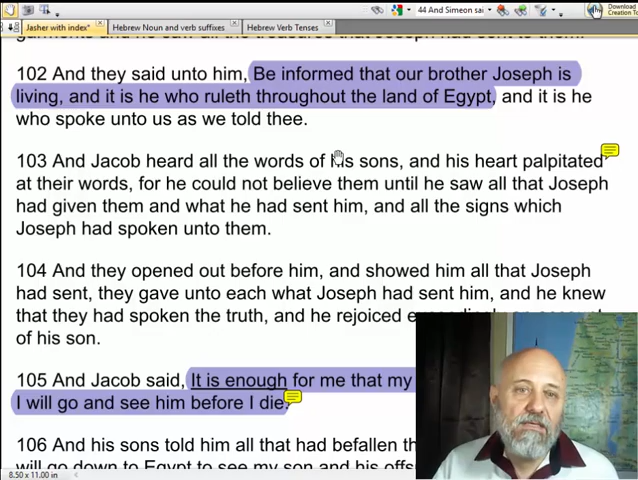 44 And Simeon sai
Download
Creation To
Jasher with index* Hebrew Noun and verb suffixes Hebrew Verb Tenses
102 And they said unto him, Be informed that our brother Joseph is
living, and it is he who ruleth throughout the land of Egypt, and it is he
who spoke unto us as we told thee.
103 And Jacob heard all the words of his sons, and his heart palpitated
at their words, for he could not believe them until he saw all that Joseph
had given them and what he had sent him, and all the signs which
Joseph had spoken unto them.
104 And they opened out before him, and showed him all that Joseph
had sent, they gave unto each what Joseph had sent him, and he knew
that they had spoken the truth, and he rejoiced
of his son.
105 And Jacob said, It is enough for me that my
I will go and see him before I die.
106 And his sons told him all that had befallen
will go down to Egypt to see my son and his
8.50 x 11.00 in